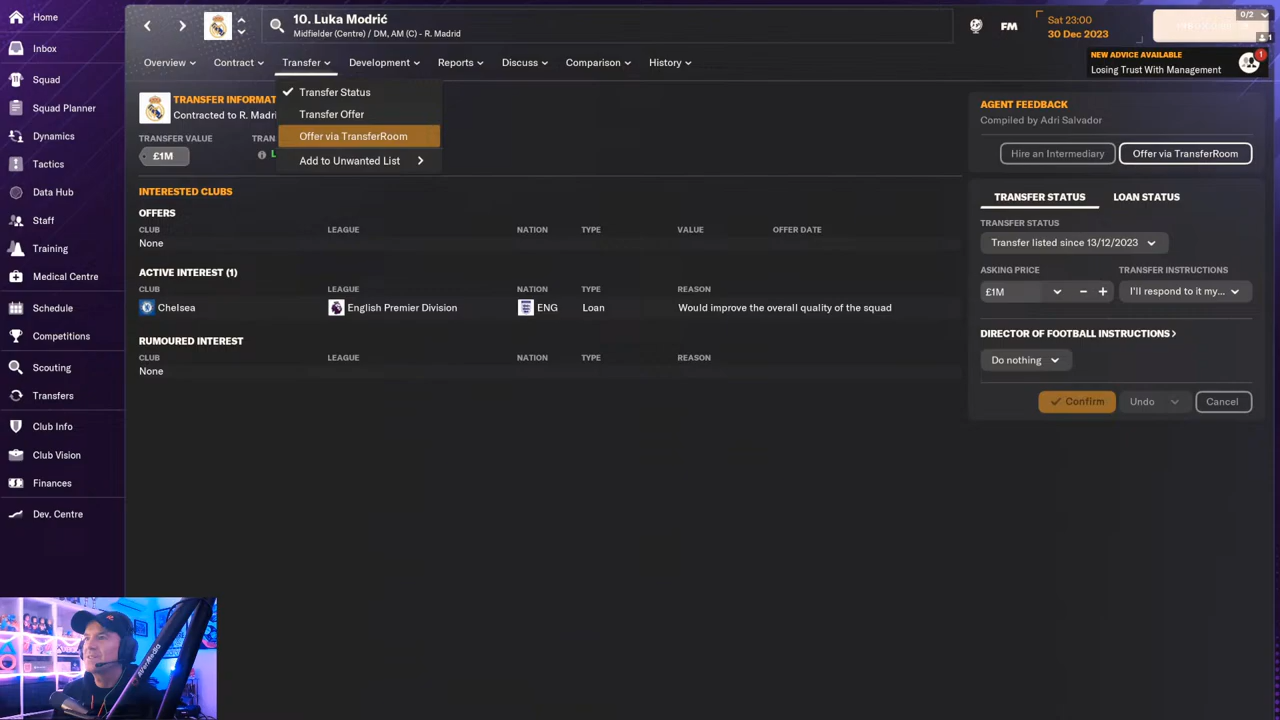 Home
Inbox
Squad
Squad Planner
Dynamics
Tactics
Data Hub
Staff
Training
Medical Centre
Schedule
Competitions
Scouting
Transfers
Club Info
Club Vision
Finances
Dev. Centre
10. Luka Modrić
Midfielder (Centre) / DM, AM (C) - R. Madrid
FM
Sat 23:00
30 Dec 2023
0/2
1
NEW ADVICE AVAILABLE
Losing Trust With Management
1
Overview
Contract
Transfer
Development
Reports
Discuss
Comparison
History
Transfer Status
Transfer Offer
Offer via TransferRoom
Add to Unwanted List
TRANSFER INFORMAT
Contracted to R. Madri
TRANSFER VALUE
TRAN
£1M
L
INTERESTED CLUBS
OFFERS
CLUB LEAGUE NATION TYPE VALUE OFFER DATE
None
ACTIVE INTEREST (1)
CLUB LEAGUE NATION TYPE REASON
Chelsea English Premier Division ENG Loan Would improve the overall quality of the squad
RUMOURED INTEREST
CLUB LEAGUE NATION TYPE REASON
None
AGENT FEEDBACK
Compiled by Adri Salvador
Hire an Intermediary
Offer via TransferRoom
TRANSFER STATUS
LOAN STATUS
TRANSFER STATUS
Transfer listed since 13/12/2023
ASKING PRICE
TRANSFER INSTRUCTIONS
£1M
I'll respond to it my...
DIRECTOR OF FOOTBALL INSTRUCTIONS >
Do nothing
Confirm
Undo
Cancel
AVerMedia